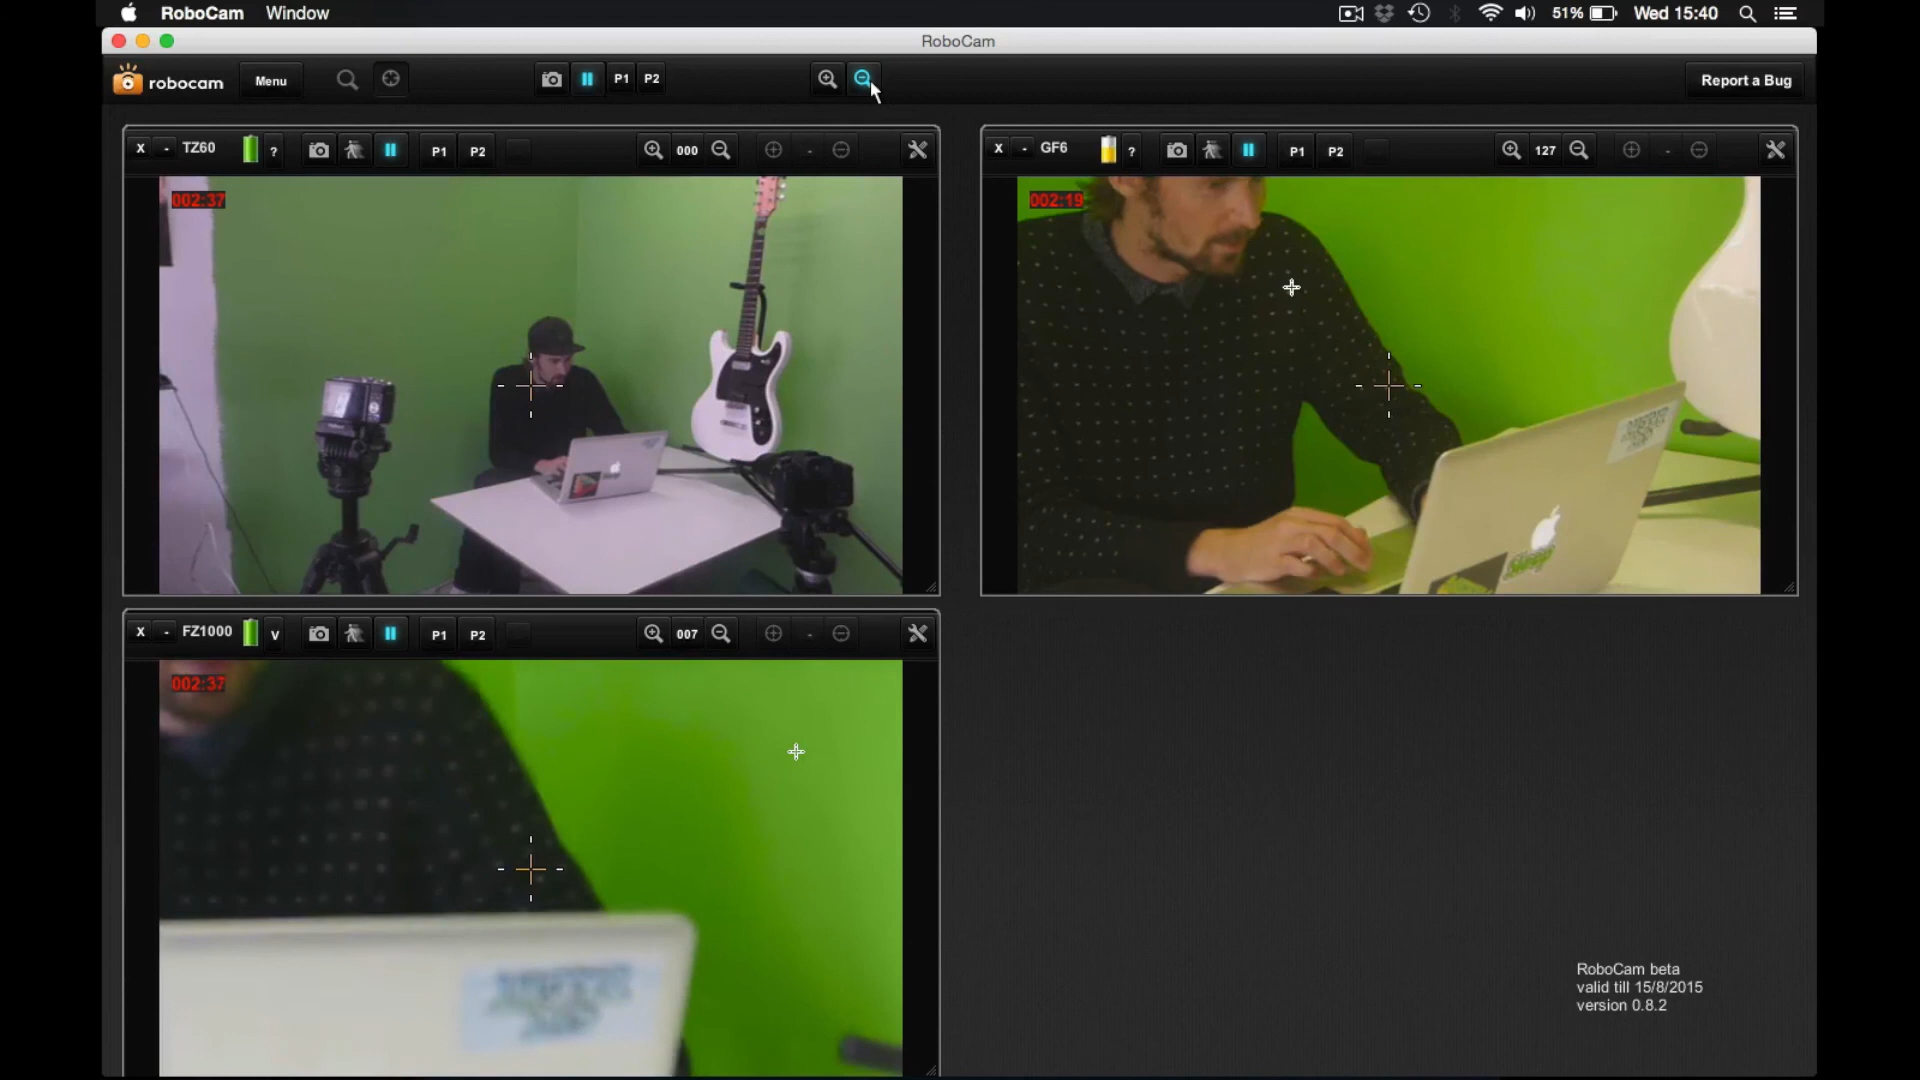 RoboCam Window 51% Wed 15:40
RoboCam
robocam Menu P1 P2 Report a Bug
X - TZ60 ? P1 P2 000 -
X - GF6 ? P1 P2 127 -
002:37
002:19
X - FZ1000 V P1 P2 007 -
002:37
RoboCam beta
valid till 15/8/2015
version 0.8.2